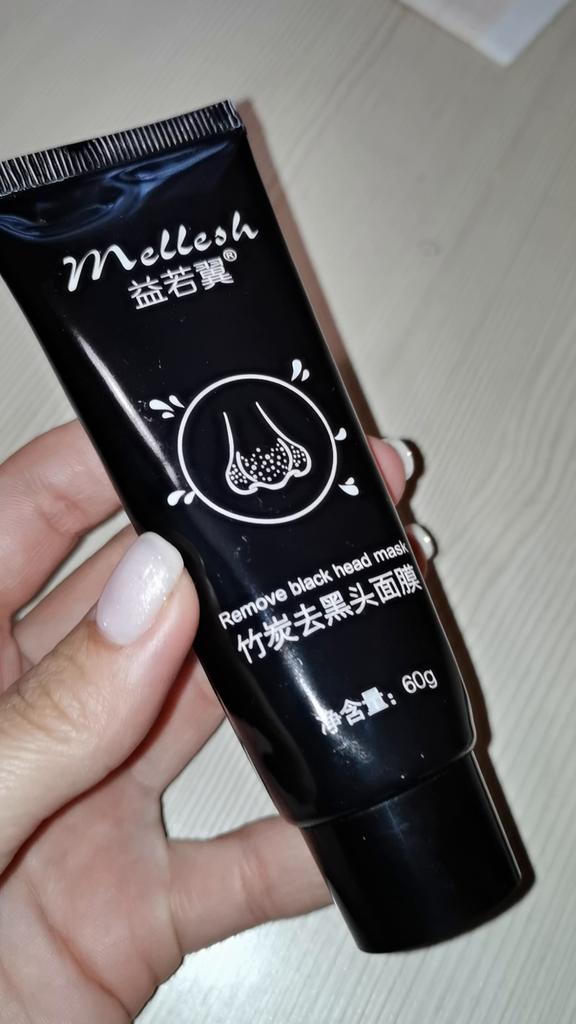 Mellesh
益若翼®
Remove black head mask
竹炭去黑头面膜
净含量: 60g